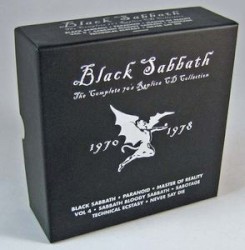 Black Sabbath
The Complete 70's Replica CD Collection
1970 1978
BLACK SABBATH • PARANOID • MASTER OF REALITY
VOL 4 • SABBATH BLOODY SABBATH • SABOTAGE
TECHNICAL ECSTASY • NEVER SAY DIE